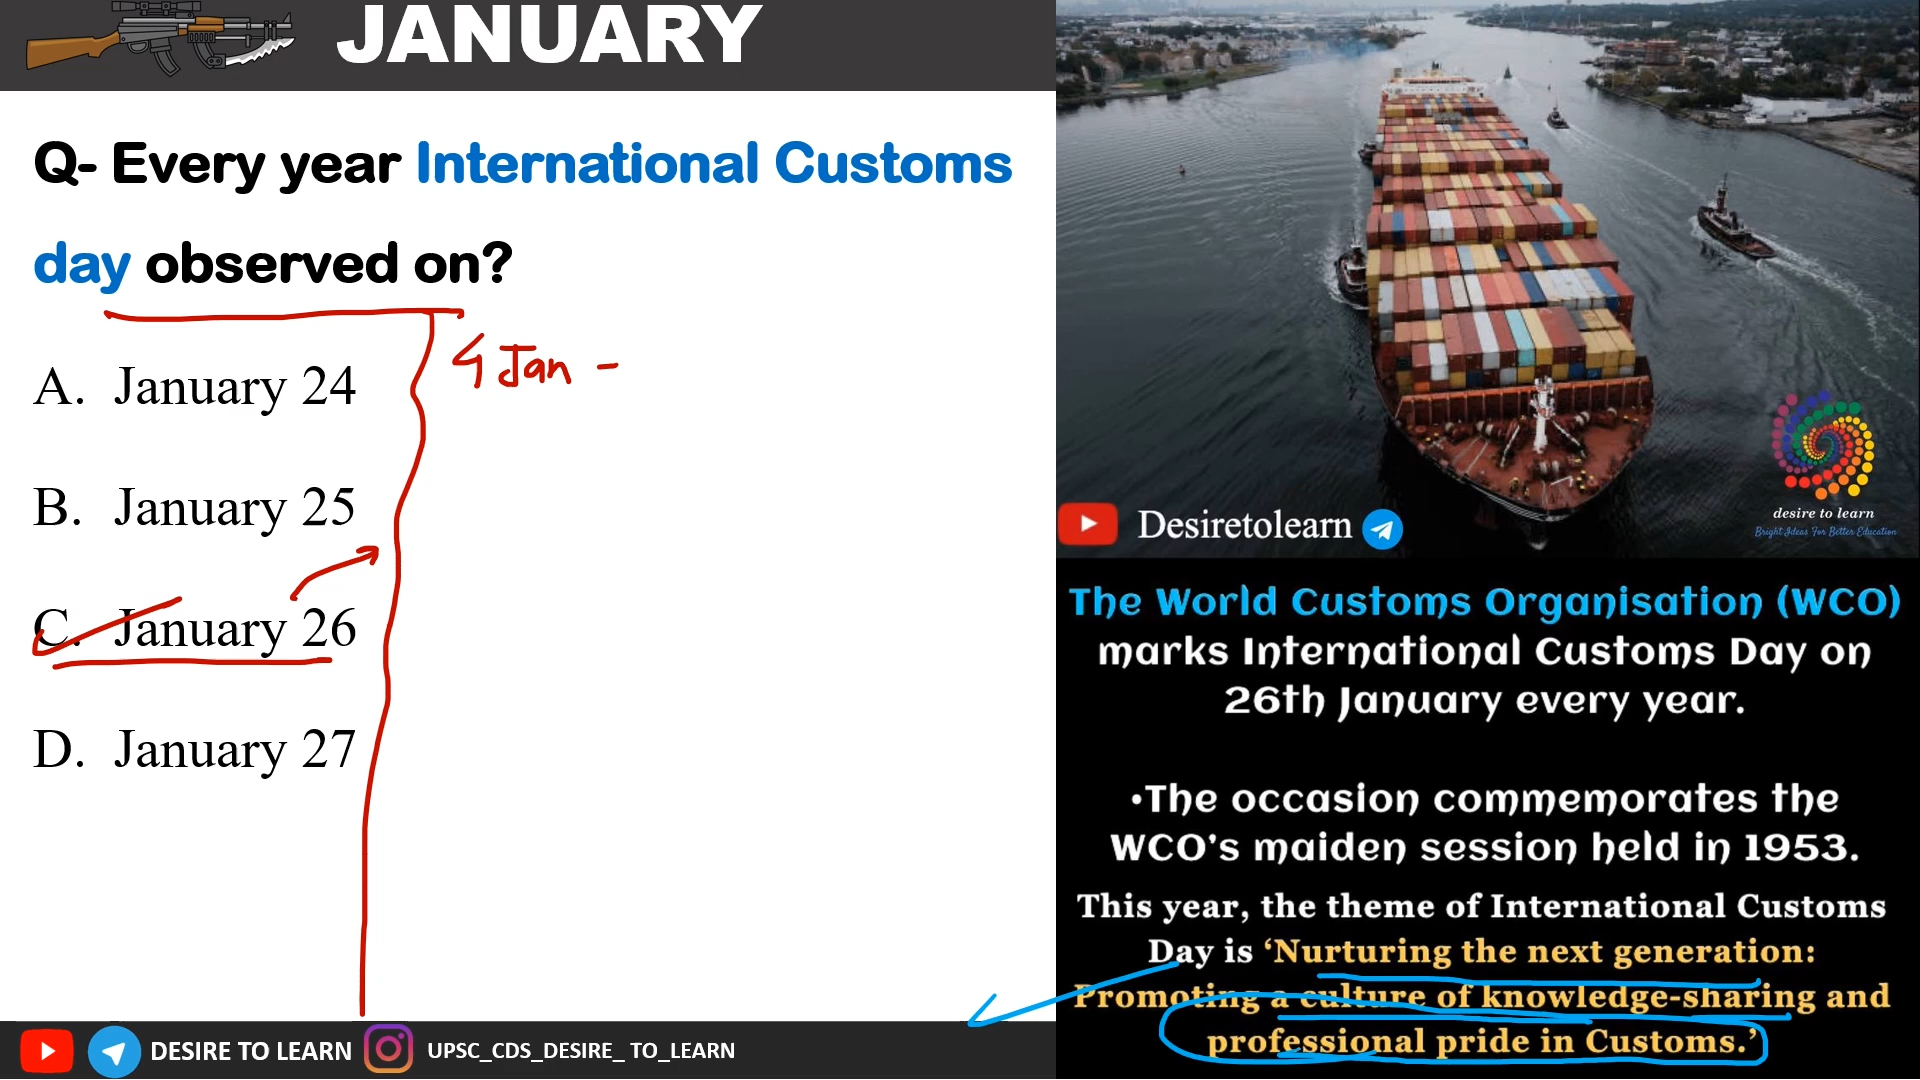 JANUARY
Q- Every year International Customs
day observed on?
4 Jan -
A. January 24
B. January 25
C. January 26
D. January 27
DESIRE TO LEARN
UPSC_CDS_DESIRE_ TO_LEARN
Desiretolearn
desire to learn
Bright Ideas For Better Education
The World Customs Organisation (WCO)
marks International Customs Day on
26th January every year.
•The occasion commemorates the
WCO's maiden session held in 1953.
This year, the theme of International Customs
Day is ‘Nurturing the next generation:
Promoting a culture of knowledge-sharing and
professional pride in Customs.’